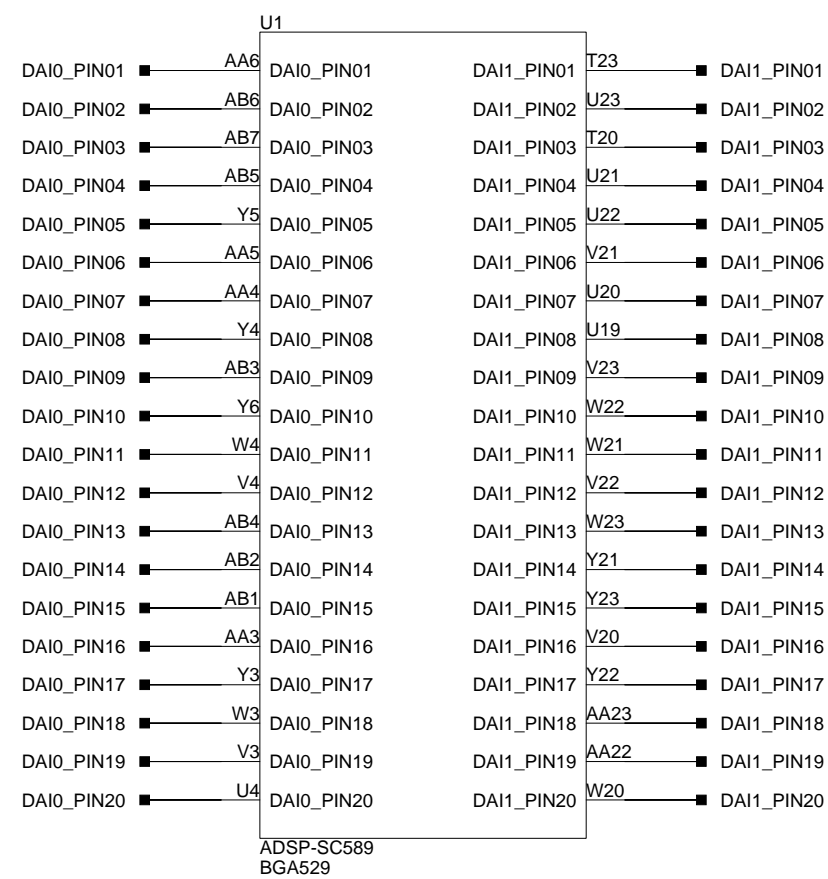 U1
DAI0_PIN01 AA6 DAI0_PIN01 DAI1_PIN01 T23 DAI1_PIN01
DAI0_PIN02 AB6 DAI0_PIN02 DAI1_PIN02 U23 DAI1_PIN02
DAI0_PIN03 AB7 DAI0_PIN03 DAI1_PIN03 T20 DAI1_PIN03
DAI0_PIN04 AB5 DAI0_PIN04 DAI1_PIN04 U21 DAI1_PIN04
DAI0_PIN05 Y5 DAI0_PIN05 DAI1_PIN05 U22 DAI1_PIN05
DAI0_PIN06 AA5 DAI0_PIN06 DAI1_PIN06 V21 DAI1_PIN06
DAI0_PIN07 AA4 DAI0_PIN07 DAI1_PIN07 U20 DAI1_PIN07
DAI0_PIN08 Y4 DAI0_PIN08 DAI1_PIN08 U19 DAI1_PIN08
DAI0_PIN09 AB3 DAI0_PIN09 DAI1_PIN09 V23 DAI1_PIN09
DAI0_PIN10 Y6 DAI0_PIN10 DAI1_PIN10 W22 DAI1_PIN10
DAI0_PIN11 W4 DAI0_PIN11 DAI1_PIN11 W21 DAI1_PIN11
DAI0_PIN12 V4 DAI0_PIN12 DAI1_PIN12 V22 DAI1_PIN12
DAI0_PIN13 AB4 DAI0_PIN13 DAI1_PIN13 W23 DAI1_PIN13
DAI0_PIN14 AB2 DAI0_PIN14 DAI1_PIN14 Y21 DAI1_PIN14
DAI0_PIN15 AB1 DAI0_PIN15 DAI1_PIN15 Y23 DAI1_PIN15
DAI0_PIN16 AA3 DAI0_PIN16 DAI1_PIN16 V20 DAI1_PIN16
DAI0_PIN17 Y3 DAI0_PIN17 DAI1_PIN17 Y22 DAI1_PIN17
DAI0_PIN18 W3 DAI0_PIN18 DAI1_PIN18 AA23 DAI1_PIN18
DAI0_PIN19 V3 DAI0_PIN19 DAI1_PIN19 AA22 DAI1_PIN19
DAI0_PIN20 U4 DAI0_PIN20 DAI1_PIN20 W20 DAI1_PIN20
ADSP-SC589
BGA529